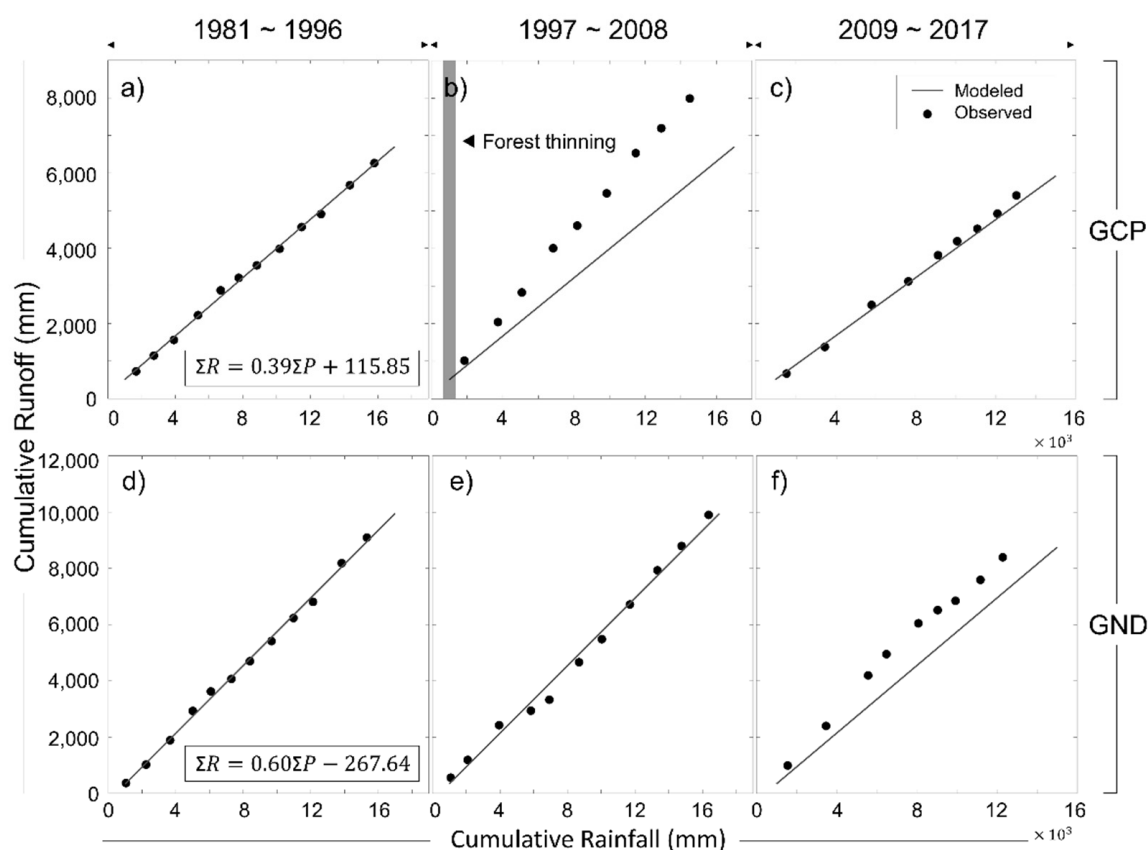 1981 ~ 1996
1997 ~ 2008
2009 ~ 2017
a)
b)
c)
8,000
6,000
4,000
2,000
0
Forest thinning
Modeled
Observed
ΣR = 0.39ΣP + 115.85
GCP
0 4 8 12 16
0 4 8 12 16
0 4 8 12 16
× 10³
Cumulative Runoff (mm)
d)
e)
f)
12,000
10,000
8,000
6,000
4,000
2,000
0
ΣR = 0.60ΣP − 267.64
GND
0 4 8 12 16
0 4 8 12 16
0 4 8 12 16
× 10³
Cumulative Rainfall (mm)